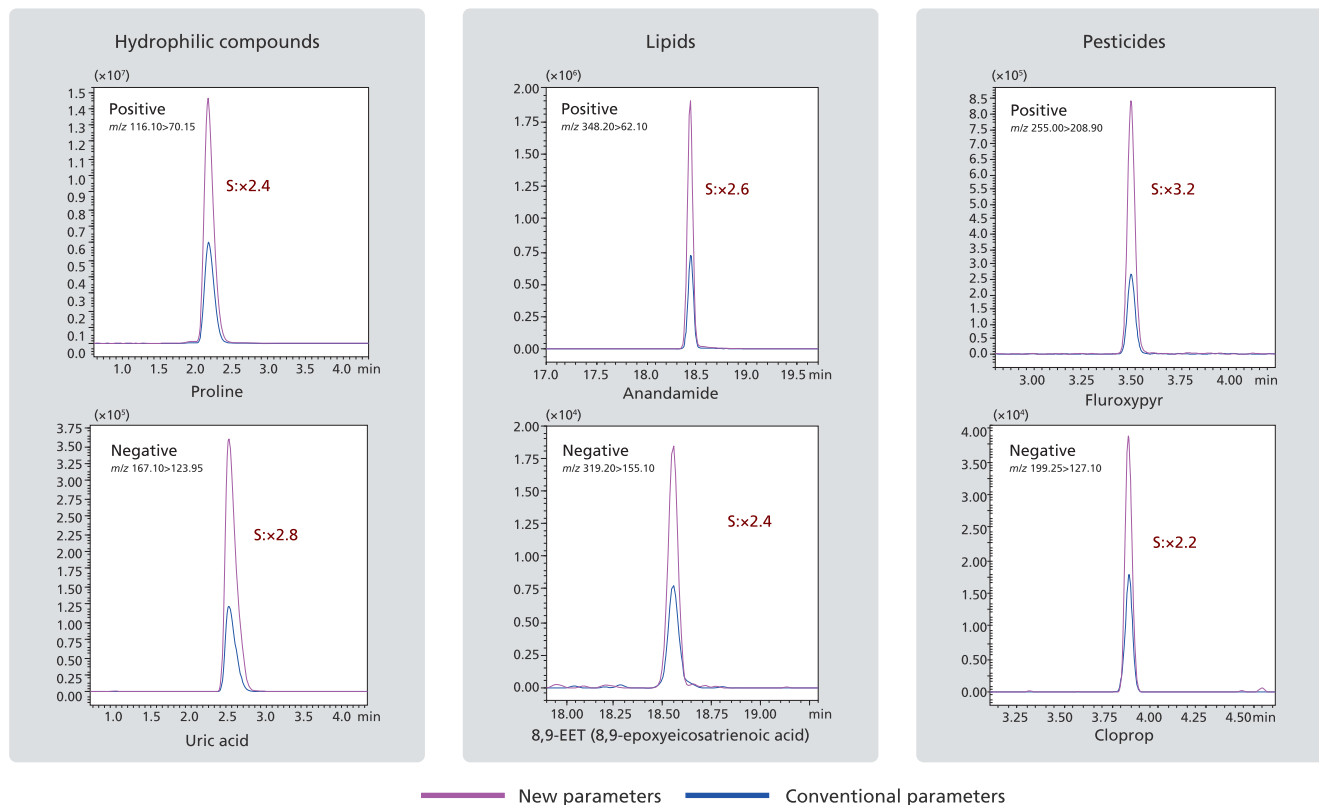 Hydrophilic compounds
(×10⁷)
1.5
1.4
1.3
1.2
1.1
1.0
0.9
0.8
0.7
0.6
0.5
0.4
0.3
0.2
0.1
0.0
Positive
m/z 116.10>70.15
S:×2.4
1.0 1.5 2.0 2.5 3.0 3.5 4.0 min
Proline
(×10⁵)
3.75
3.50
3.25
3.00
2.75
2.50
2.25
2.00
1.75
1.50
1.25
1.00
0.75
0.50
0.25
0.00
Negative
m/z 167.10>123.95
S:×2.8
1.0 1.5 2.0 2.5 3.0 3.5 4.0 min
Uric acid
Lipids
(×10⁶)
2.00
1.75
1.50
1.25
1.00
0.75
0.50
0.25
0.00
Positive
m/z 348.20>62.10
S:×2.6
17.0 17.5 18.0 18.5 19.0 19.5 min
Anandamide
(×10⁴)
2.00
1.75
1.50
1.25
1.00
0.75
0.50
0.25
0.00
Negative
m/z 319.20>155.10
S:×2.4
18.00 18.25 18.50 18.75 19.00 min
8,9-EET (8,9-epoxyeicosatrienoic acid)
Pesticides
(×10⁵)
8.5
8.0
7.5
7.0
6.5
6.0
5.5
5.0
4.5
4.0
3.5
3.0
2.5
2.0
1.5
1.0
0.5
0.0
Positive
m/z 255.00>208.90
S:×3.2
3.00 3.25 3.50 3.75 4.00 min
Fluroxypyr
(×10⁴)
4.00
3.50
3.00
2.50
2.00
1.50
1.00
0.50
0.00
Negative
m/z 199.25>127.10
S:×2.2
3.25 3.50 3.75 4.00 4.25 4.50 min
Cloprop
New parameters Conventional parameters